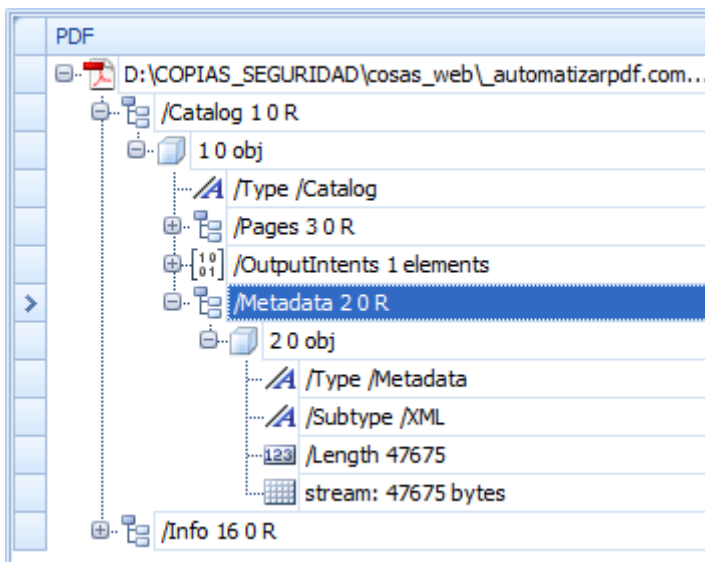 PDF
D:\COPIAS_SEGURIDAD\cosas_web\_automatizarpdf.com...
/Catalog 1 0 R
1 0 obj
/Type /Catalog
/Pages 3 0 R
/OutputIntents 1 elements
/Metadata 2 0 R
2 0 obj
/Type /Metadata
/Subtype /XML
/Length 47675
stream: 47675 bytes
/Info 16 0 R